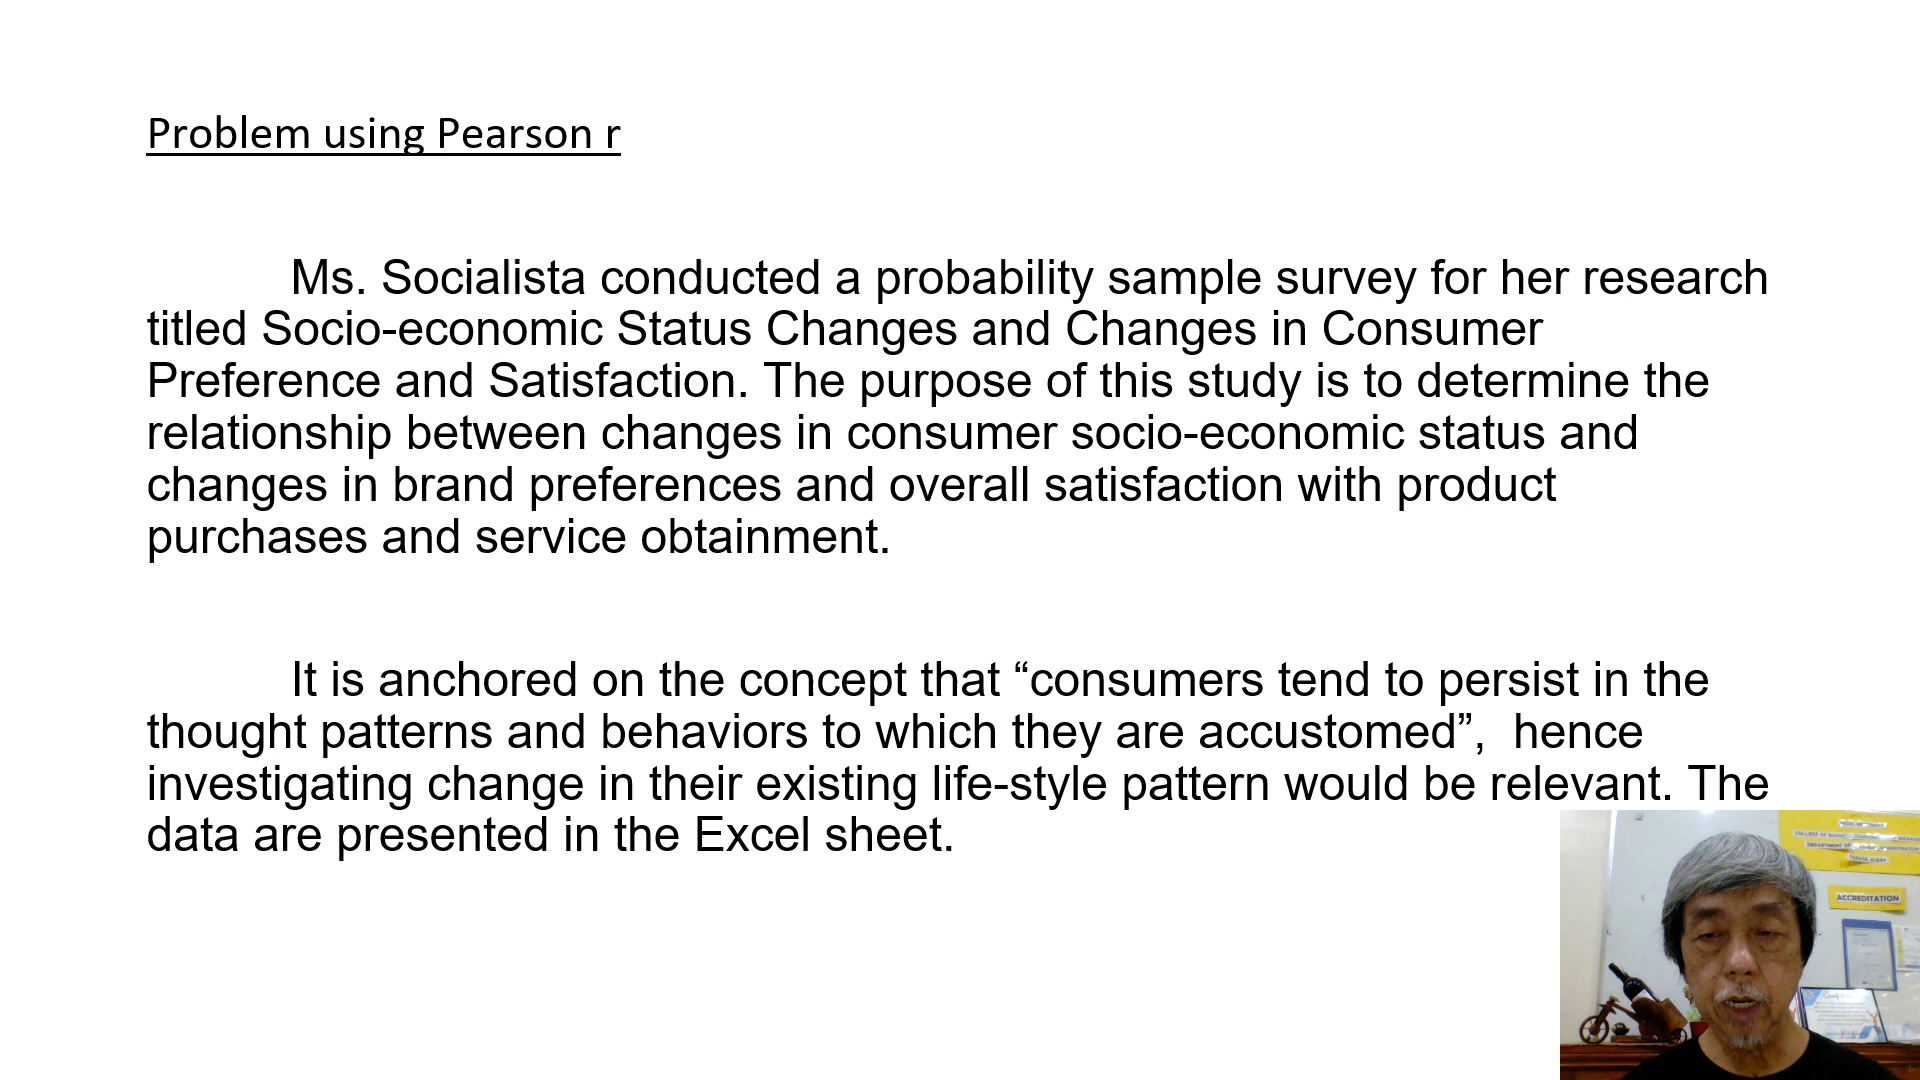 Problem using Pearson r
Ms. Socialista conducted a probability sample survey for her research
titled Socio-economic Status Changes and Changes in Consumer
Preference and Satisfaction. The purpose of this study is to determine the
relationship between changes in consumer socio-economic status and
changes in brand preferences and overall satisfaction with product
purchases and service obtainment.
It is anchored on the concept that “consumers tend to persist in the
thought patterns and behaviors to which they are accustomed”,  hence
investigating change in their existing life-style pattern would be relevant. The
data are presented in the Excel sheet.
ACCREDITATION